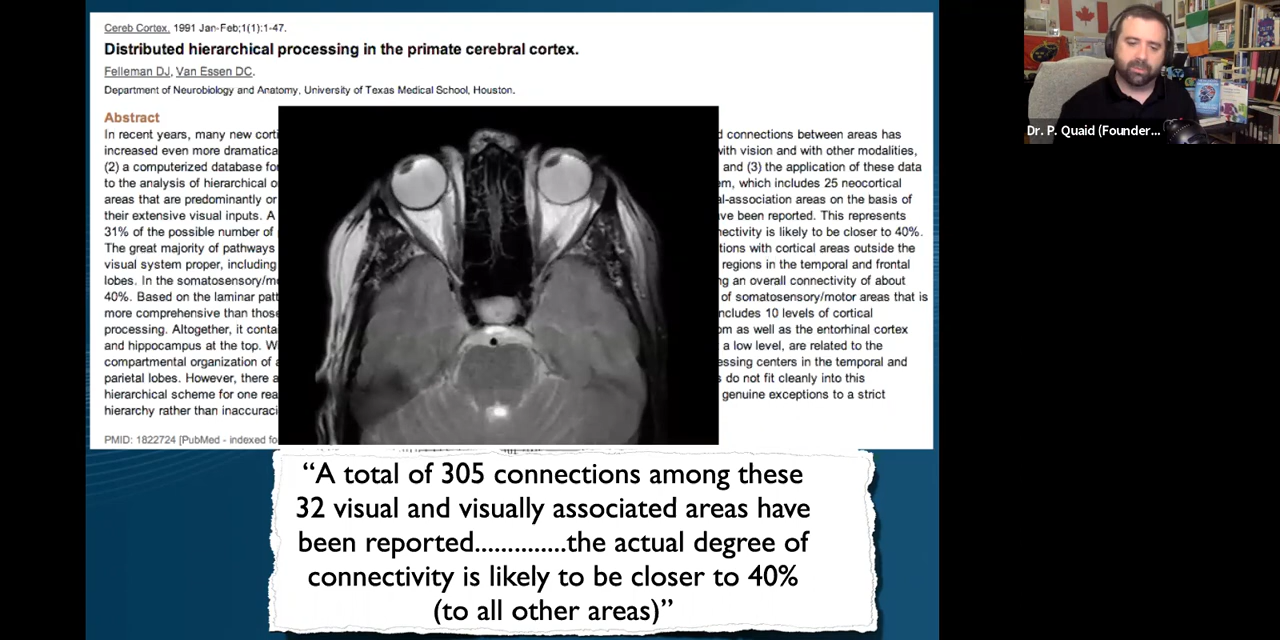 Cereb Cortex. 1991 Jan-Feb;1(1):1-47.
Distributed hierarchical processing in the primate cerebral cortex.
Felleman DJ, Van Essen DC.
Department of Neurobiology and Anatomy, University of Texas Medical School, Houston.
Abstract
In recent years, many new corti d connections between areas has
increased even more dramatica with vision and with other modalities,
(2) a computerized database for and (3) the application of these data
to the analysis of hierarchical o em, which includes 25 neocortical
areas that are predominantly or al-association areas on the basis of
their extensive visual inputs. A ave been reported. This represents
31% of the possible number of nectivity is likely to be closer to 40%.
The great majority of pathways tions with cortical areas outside the
visual system proper, including regions in the temporal and frontal
lobes. In the somatosensory/mo ng an overall connectivity of about
40%. Based on the laminar patt of somatosensory/motor areas that is
more comprehensive than those ncludes 10 levels of cortical
processing. Altogether, it conta om as well as the entorhinal cortex
and hippocampus at the top. W a low level, are related to the
compartmental organization of a essing centers in the temporal and
parietal lobes. However, there a s do not fit cleanly into this
hierarchical scheme for one rea genuine exceptions to a strict
hierarchy rather than inaccuraci
PMID: 1822724 [PubMed - indexed fo
“A total of 305 connections among these
32 visual and visually associated areas have
been reported..............the actual degree of
connectivity is likely to be closer to 40%
(to all other areas)”
Dr. P. Quaid (Founder...